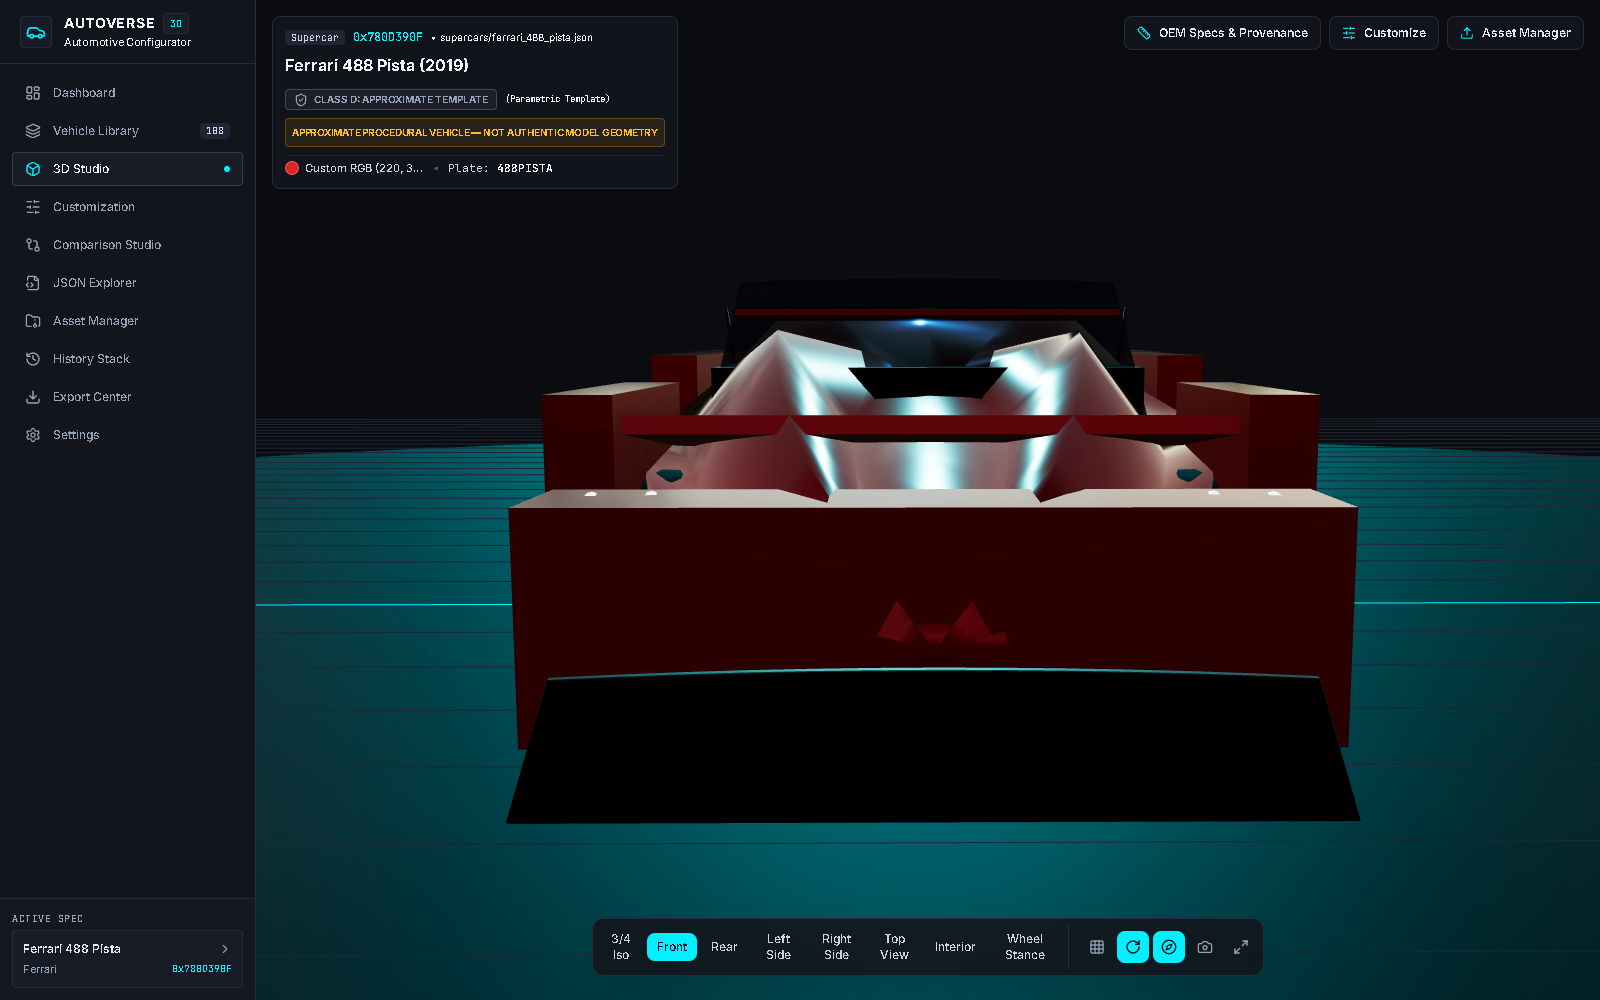 AUTOVERSE 3D
Automotive Configurator
Dashboard
Vehicle Library 188
3D Studio
Customization
Comparison Studio
JSON Explorer
Asset Manager
History Stack
Export Center
Settings
ACTIVE SPEC
Ferrari 488 Pista
Ferrari 0x780D390F
Supercar 0x780D390F • supercars/ferrari_488_pista.json
Ferrari 488 Pista (2019)
CLASS D: APPROXIMATE TEMPLATE (Parametric Template)
APPROXIMATE PROCEDURAL VEHICLE — NOT AUTHENTIC MODEL GEOMETRY
Custom RGB (220, 3... • Plate: 488PISTA
OEM Specs & Provenance
Customize
Asset Manager
3/4 Iso
Front
Rear
Left Side
Right Side
Top View
Interior
Wheel Stance